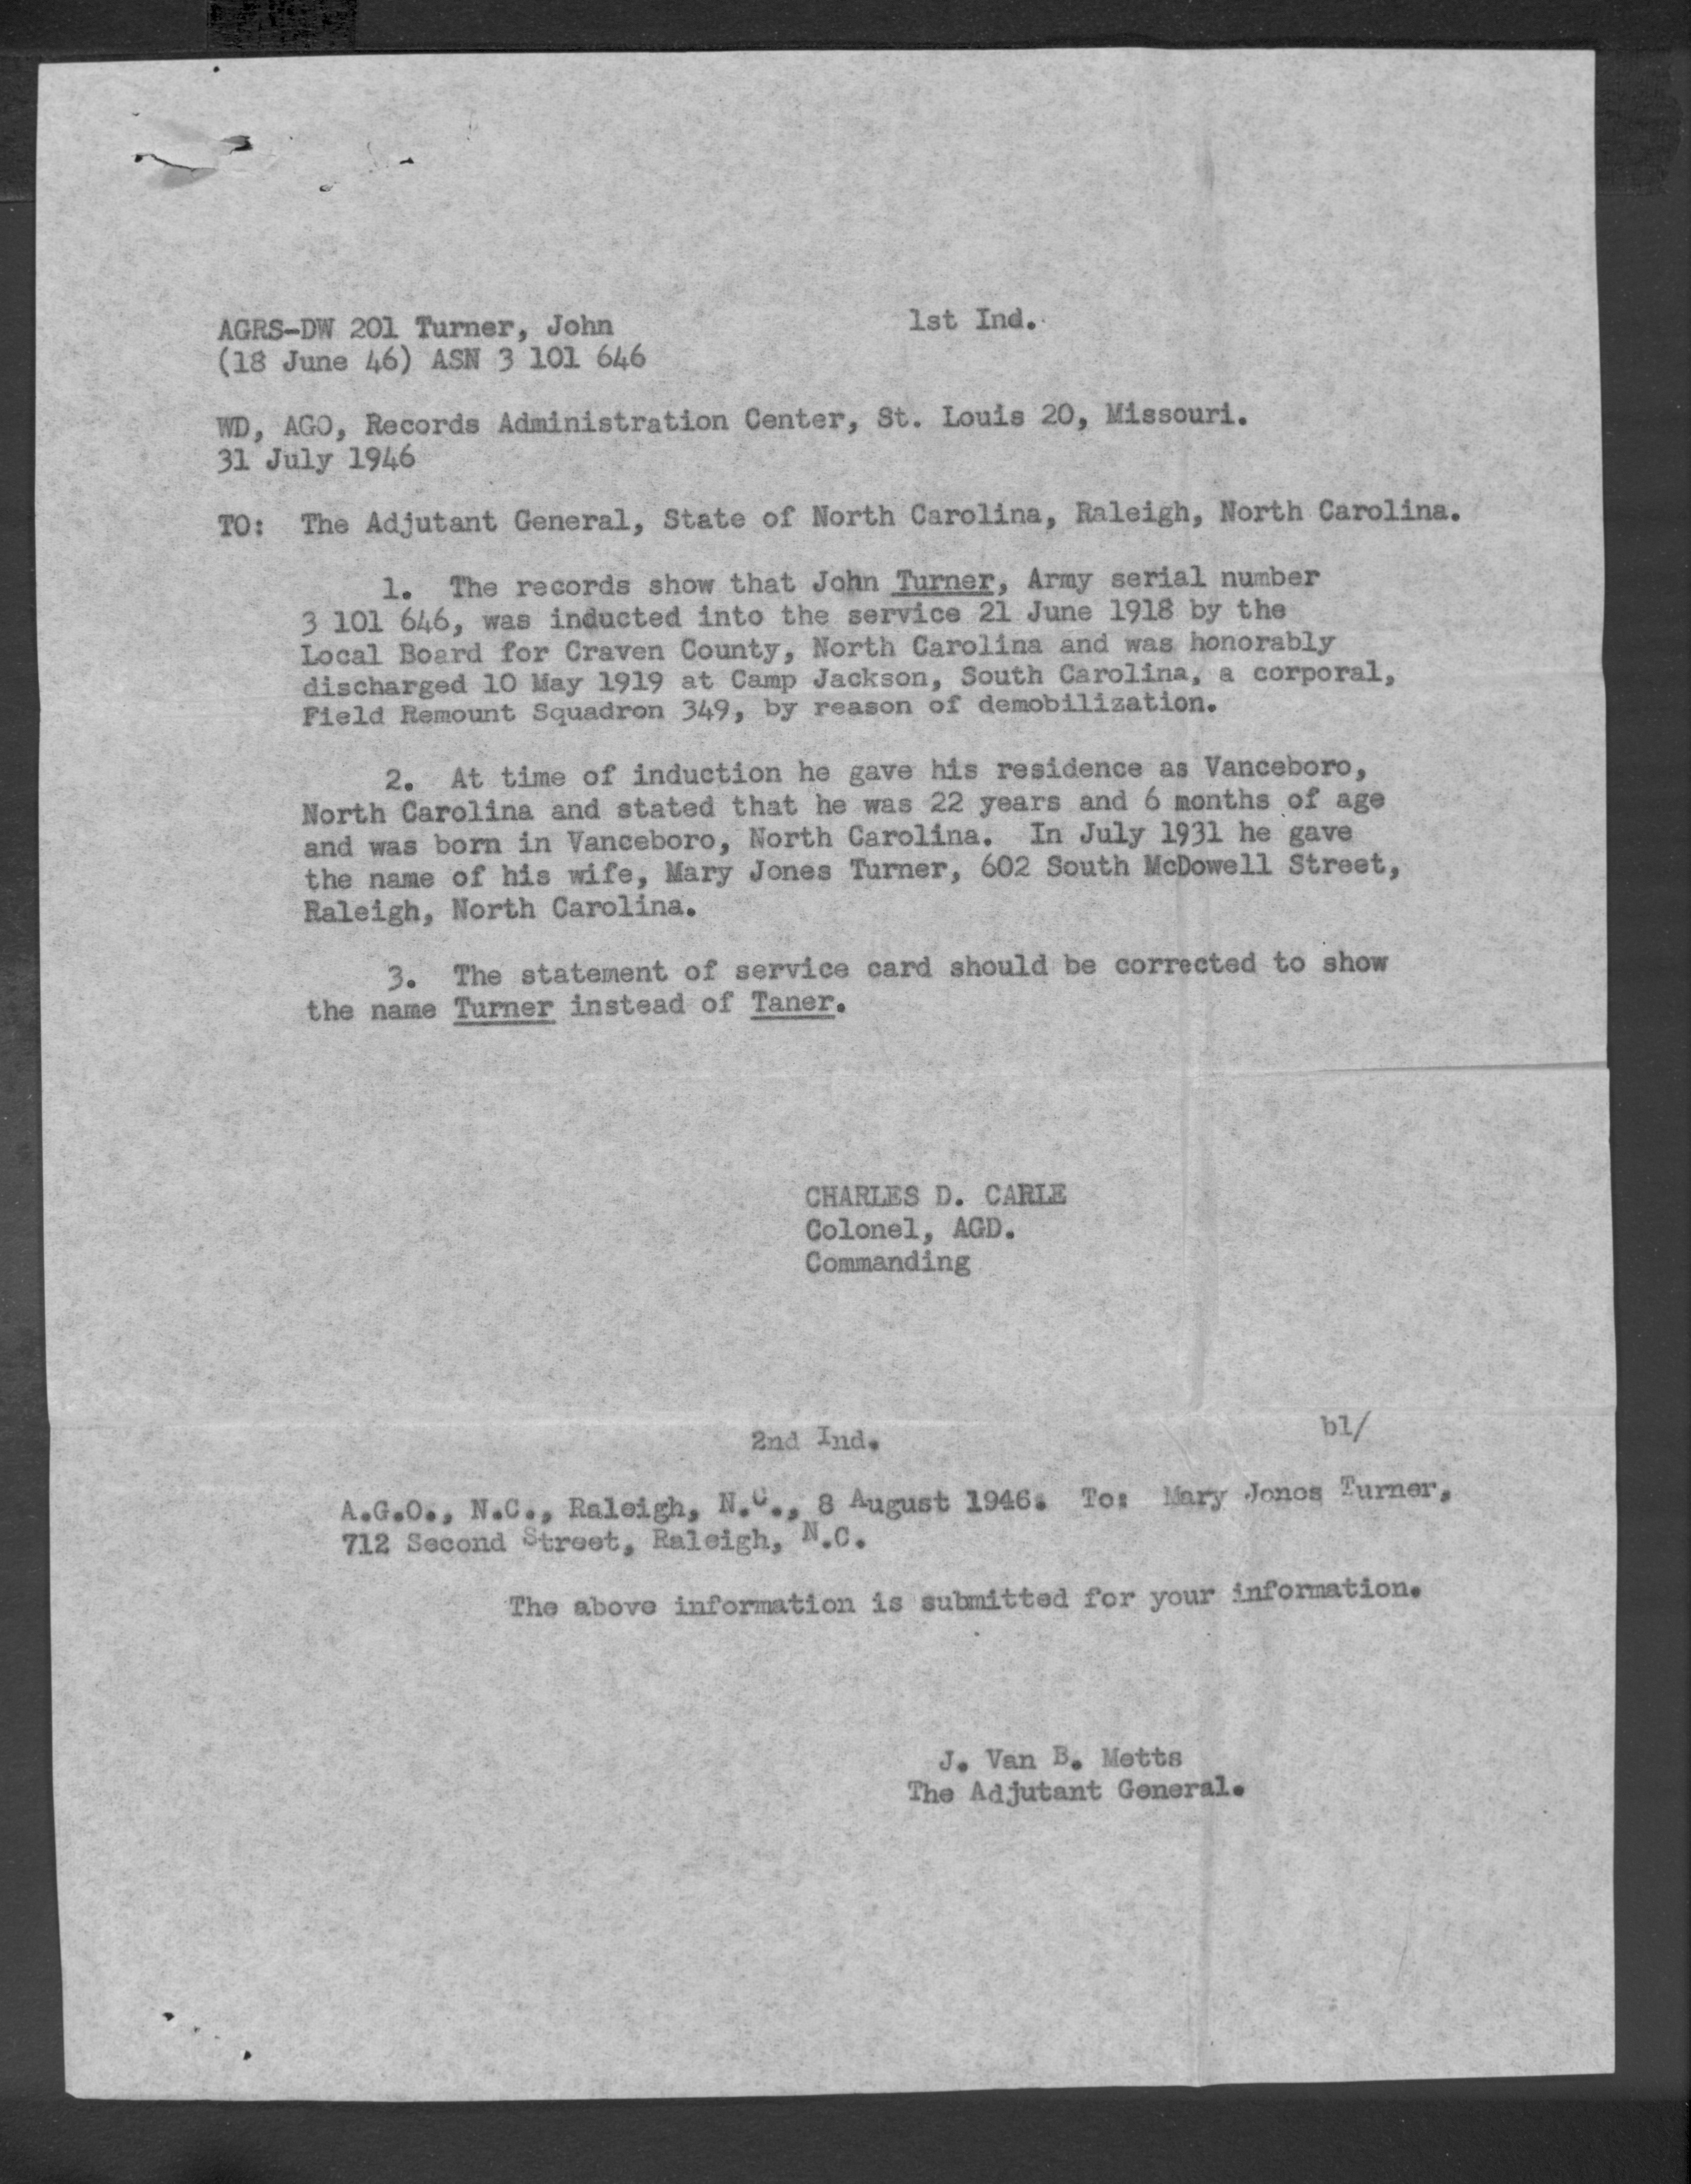 AGRS-DW 201 Turner, John 1st Ind.
(18 June 46) ASN 3 101 646
WD, AGO, Records Administration Center, St. Louis 20, Missouri.
31 July 1946
TO: The Adjutant General, State of North Carolina, Raleigh, North Carolina.
1. The records show that John Turner, Army serial number
3 101 646, was inducted into the service 21 June 1918 by the
Local Board for Craven County, North Carolina and was honorably
discharged 10 May 1919 at Camp Jackson, South Carolina, a corporal,
Field Remount Squadron 349, by reason of demobilization.
2. At time of induction he gave his residence as Vanceboro,
North Carolina and stated that he was 22 years and 6 months of age
and was born in Vanceboro, North Carolina. In July 1931 he gave
the name of his wife, Mary Jones Turner, 602 South McDowell Street,
Raleigh, North Carolina.
3. The statement of service card should be corrected to show
the name Turner instead of Taner.
CHARLES D. CARLE
Colonel, AGD.
Commanding
2nd Ind. bl/
A.G.O., N.C., Raleigh, N.C., 8 August 1946. To: Mary Jones Turner,
712 Second Street, Raleigh, N.C.
The above information is submitted for your information.
J. Van B. Metts
The Adjutant General.